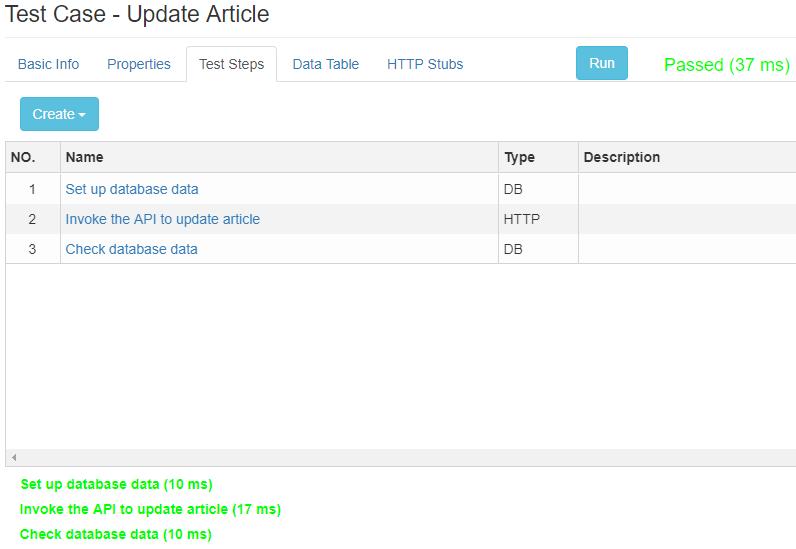 Test Case - Update Article
Basic Info Properties Test Steps Data Table HTTP Stubs Run Passed (37 ms)
Create
NO. Name Type Description
1 Set up database data DB
2 Invoke the API to update article HTTP
3 Check database data DB
Set up database data (10 ms)
Invoke the API to update article (17 ms)
Check database data (10 ms)